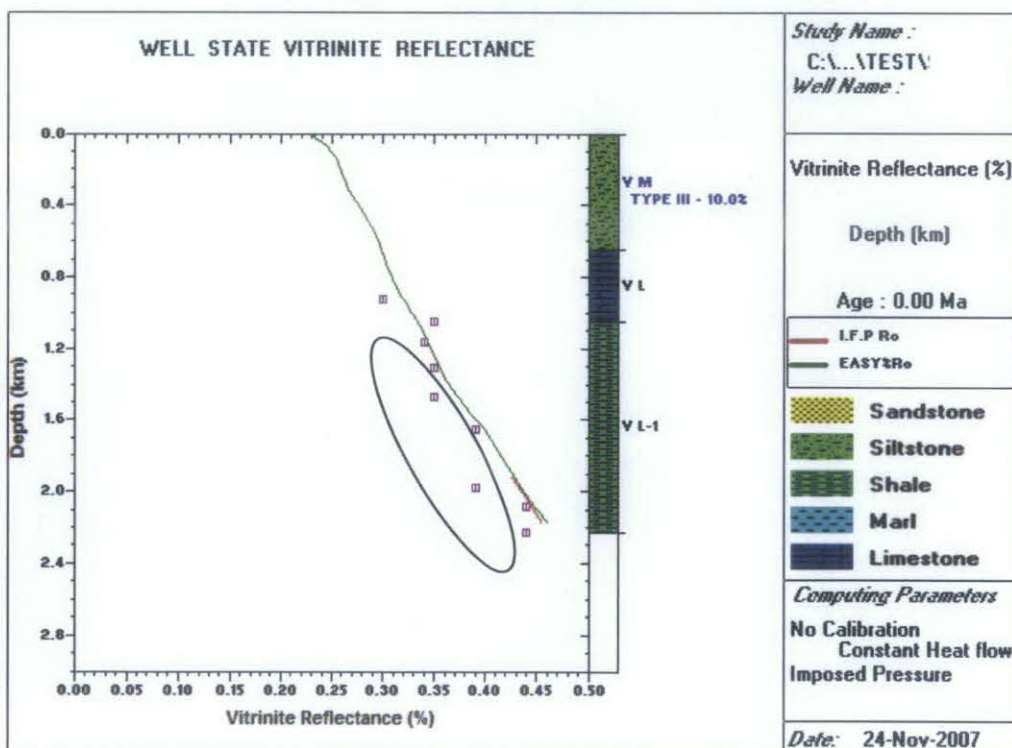 WELL STATE VITRINITE REFLECTANCE
0.0
0.4
0.8
1.2
1.6
2.0
2.4
2.8
Depth (km)
0.00 0.05 0.10 0.15 0.20 0.25 0.30 0.35 0.40 0.45 0.50
Vitrinite Reflectance (%)
V M
TYPE III - 10.0%
V L
V L-1
Study Name :
C:\...\TEST\
Well Name :
Vitrinite Reflectance (%)
Depth (km)
Age : 0.00 Ma
I.F.P Ro
EASY%Ro
Sandstone
Siltstone
Shale
Marl
Limestone
Computing Parameters
No Calibration
Constant Heat flow
Imposed Pressure
Date: 24-Nov-2007